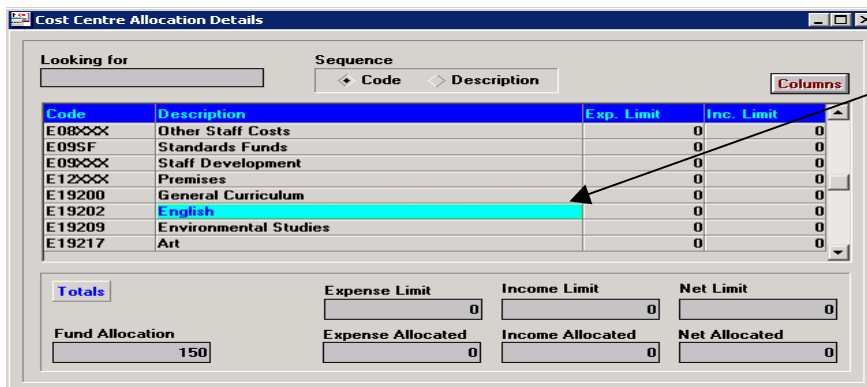 Cost Centre Allocation Details
Looking for Sequence
Code Description
Columns
Code Description Exp. Limit Inc. Limit
E08XXX Other Staff Costs 0 0
E09SF Standards Funds 0 0
E09XXX Staff Development 0 0
E12XXX Premises 0 0
E19200 General Curriculum 0 0
E19202 English 0 0
E19209 Environmental Studies 0 0
E19217 Art 0 0
Totals Expense Limit Income Limit Net Limit
0 0 0
Fund Allocation Expense Allocated Income Allocated Net Allocated
150 0 0 0